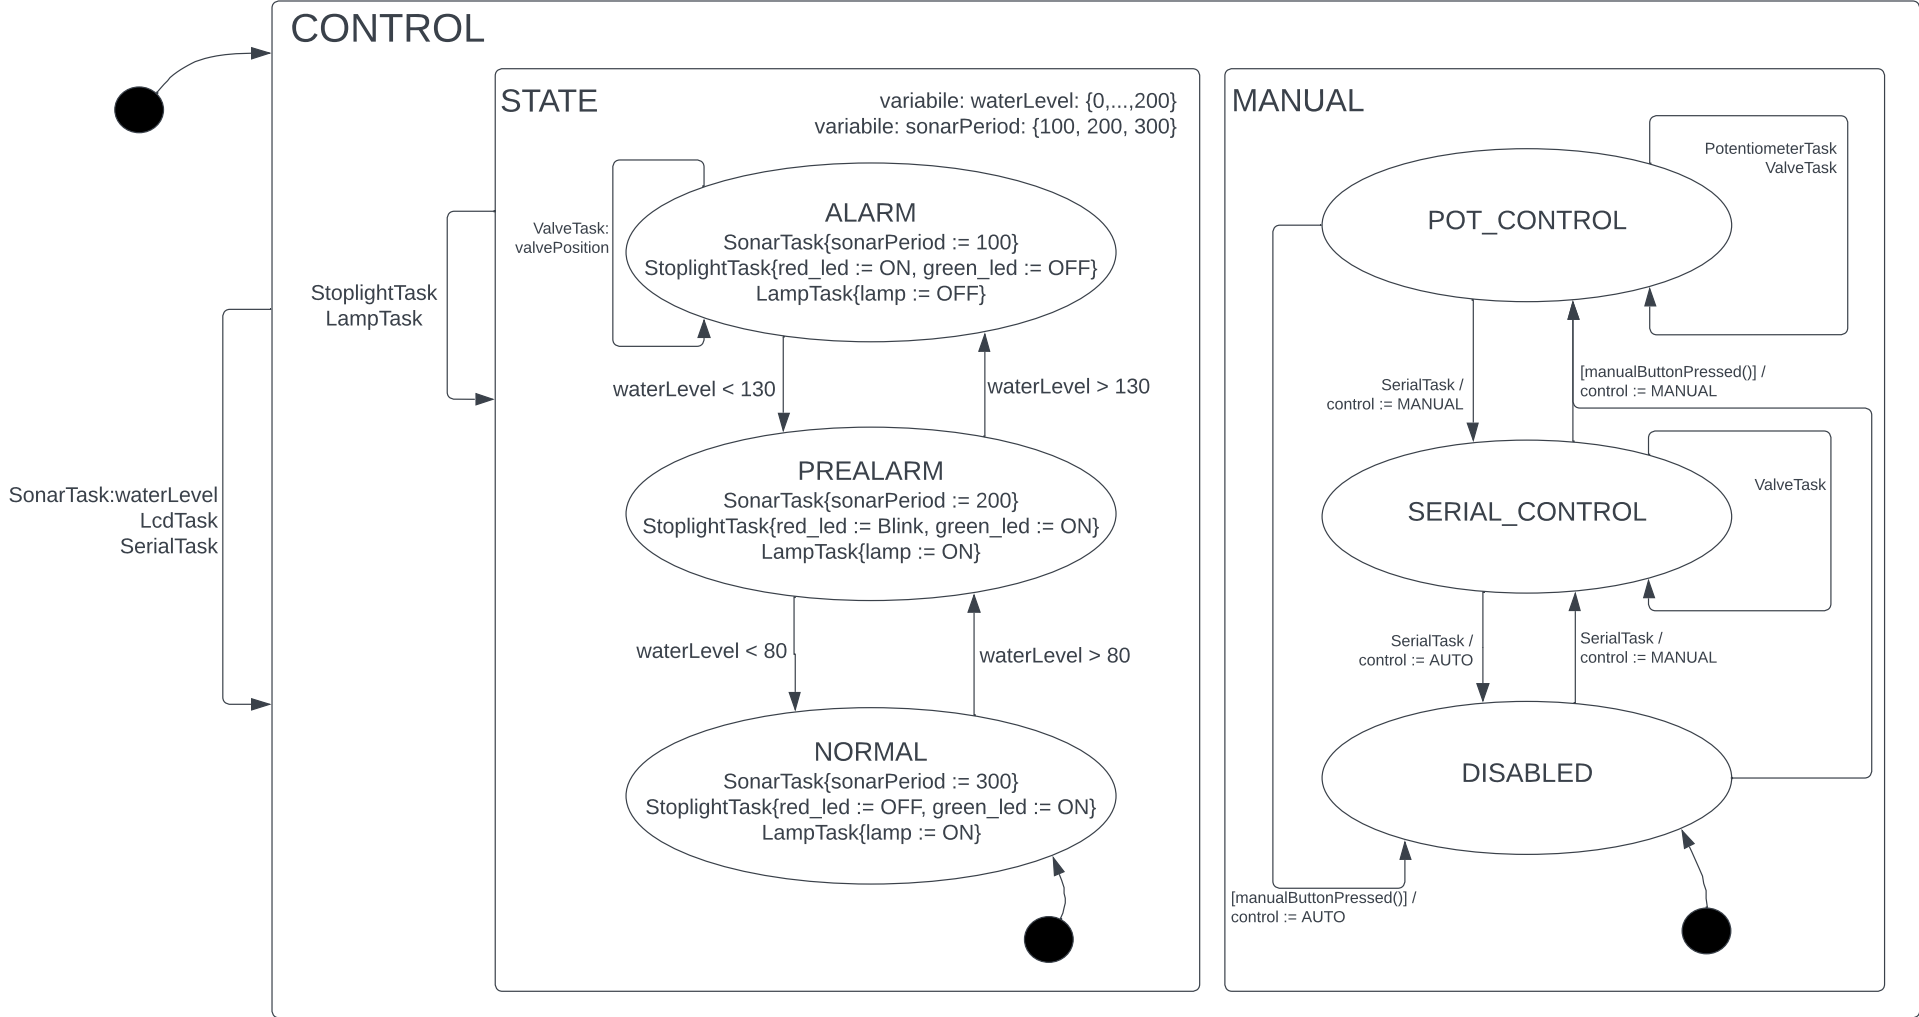 CONTROL
STATE
variabile: waterLevel: {0,...,200}
variabile: sonarPeriod: {100, 200, 300}
ValveTask:
valvePosition
ALARM
SonarTask{sonarPeriod := 100}
StoplightTask{red_led := ON, green_led := OFF}
LampTask{lamp := OFF}
StoplightTask
LampTask
waterLevel < 130
waterLevel > 130
PREALARM
SonarTask{sonarPeriod := 200}
StoplightTask{red_led := Blink, green_led := ON}
LampTask{lamp := ON}
SonarTask:waterLevel
LcdTask
SerialTask
waterLevel < 80
waterLevel > 80
NORMAL
SonarTask{sonarPeriod := 300}
StoplightTask{red_led := OFF, green_led := ON}
LampTask{lamp := ON}
MANUAL
PotentiometerTask
ValveTask
POT_CONTROL
SerialTask /
control := MANUAL
[manualButtonPressed()] /
control := MANUAL
SERIAL_CONTROL
ValveTask
SerialTask /
control := AUTO
SerialTask /
control := MANUAL
DISABLED
[manualButtonPressed()] /
control := AUTO